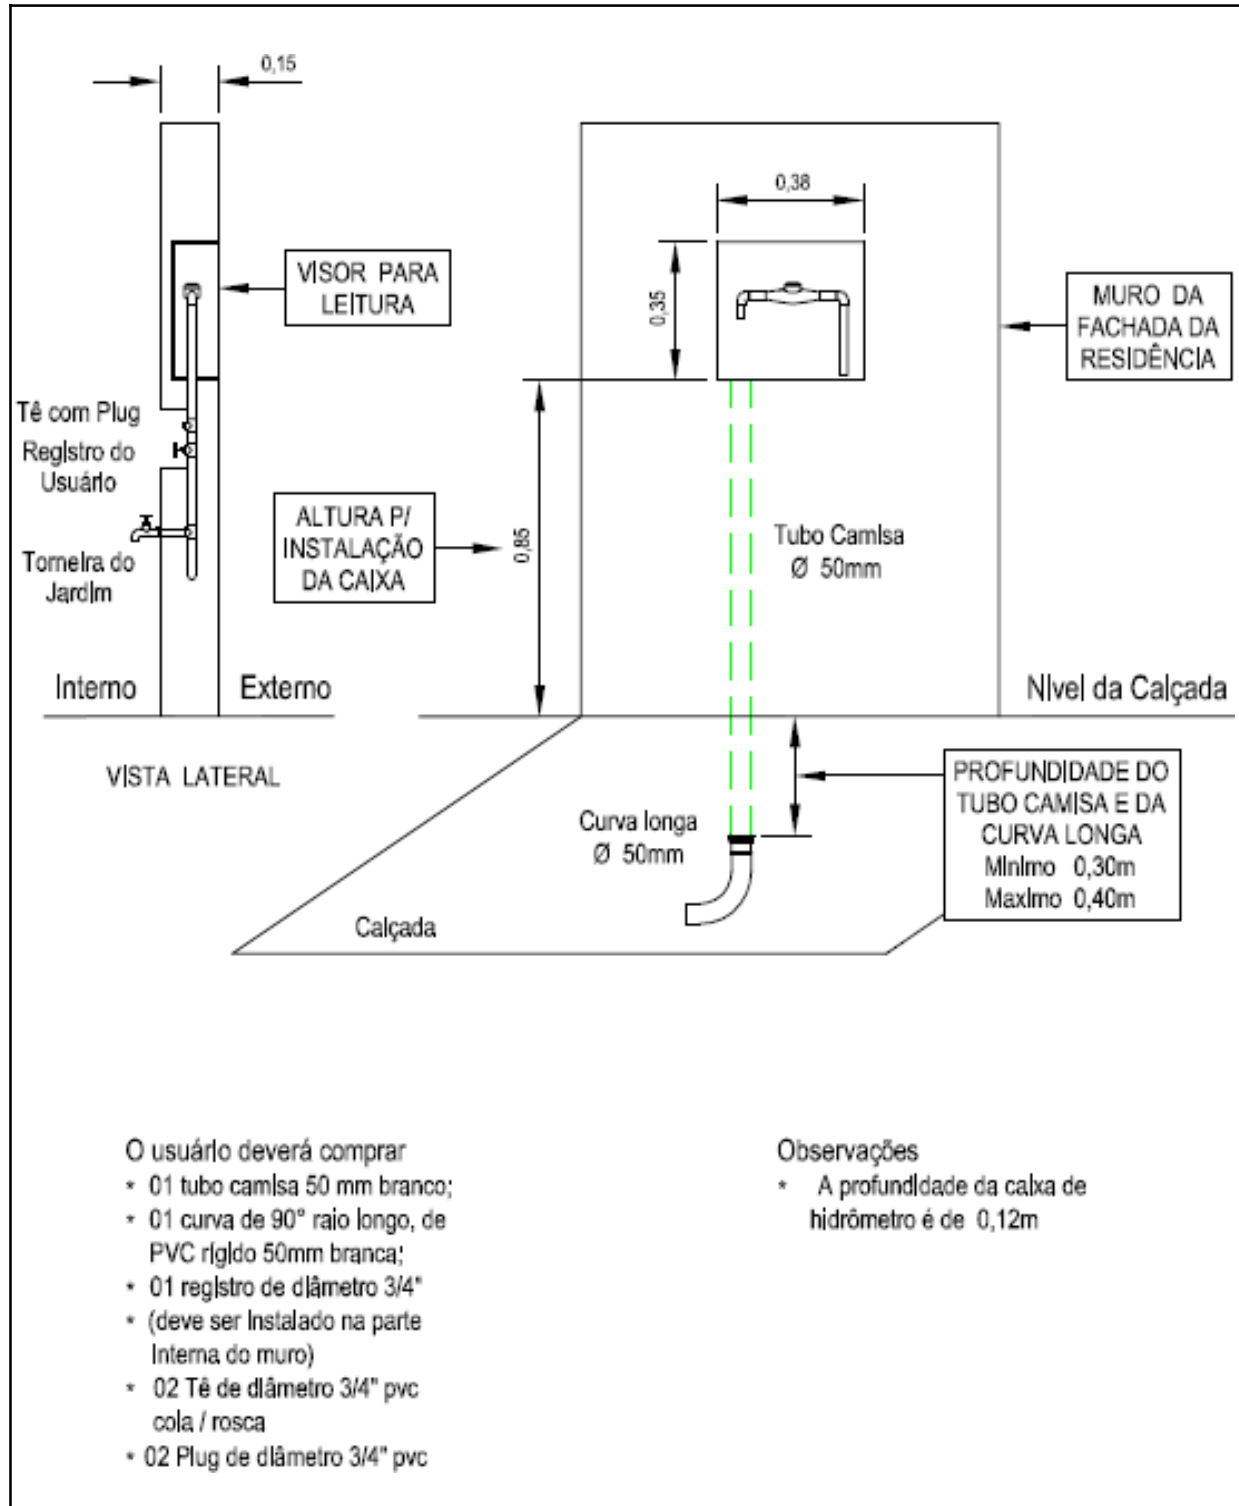 0,15
0,38
VISOR PARA
LEITURA
0,35
MURO DA
FACHADA DA
RESIDÊNCIA
Tê com Plug
Registro do
Usuário
ALTURA P/
INSTALAÇÃO
DA CAIXA
0,85
Tubo Camisa
Ø 50mm
Torneira do
Jardim
Interno
Externo
Nível da Calçada
VISTA LATERAL
PROFUNDIDADE DO
TUBO CAMISA E DA
CURVA LONGA
Minimo 0,30m
Maximo 0,40m
Curva longa
Ø 50mm
Calçada
O usuário deverá comprar
* 01 tubo camisa 50 mm branco;
* 01 curva de 90° raio longo, de
PVC rígido 50mm branca;
* 01 registro de diâmetro 3/4"
* (deve ser Instalado na parte
Interna do muro)
* 02 Tê de diâmetro 3/4" pvc
cola / rosca
* 02 Plug de diâmetro 3/4" pvc
Observações
* A profundidade da caixa de
hidrômetro é de 0,12m